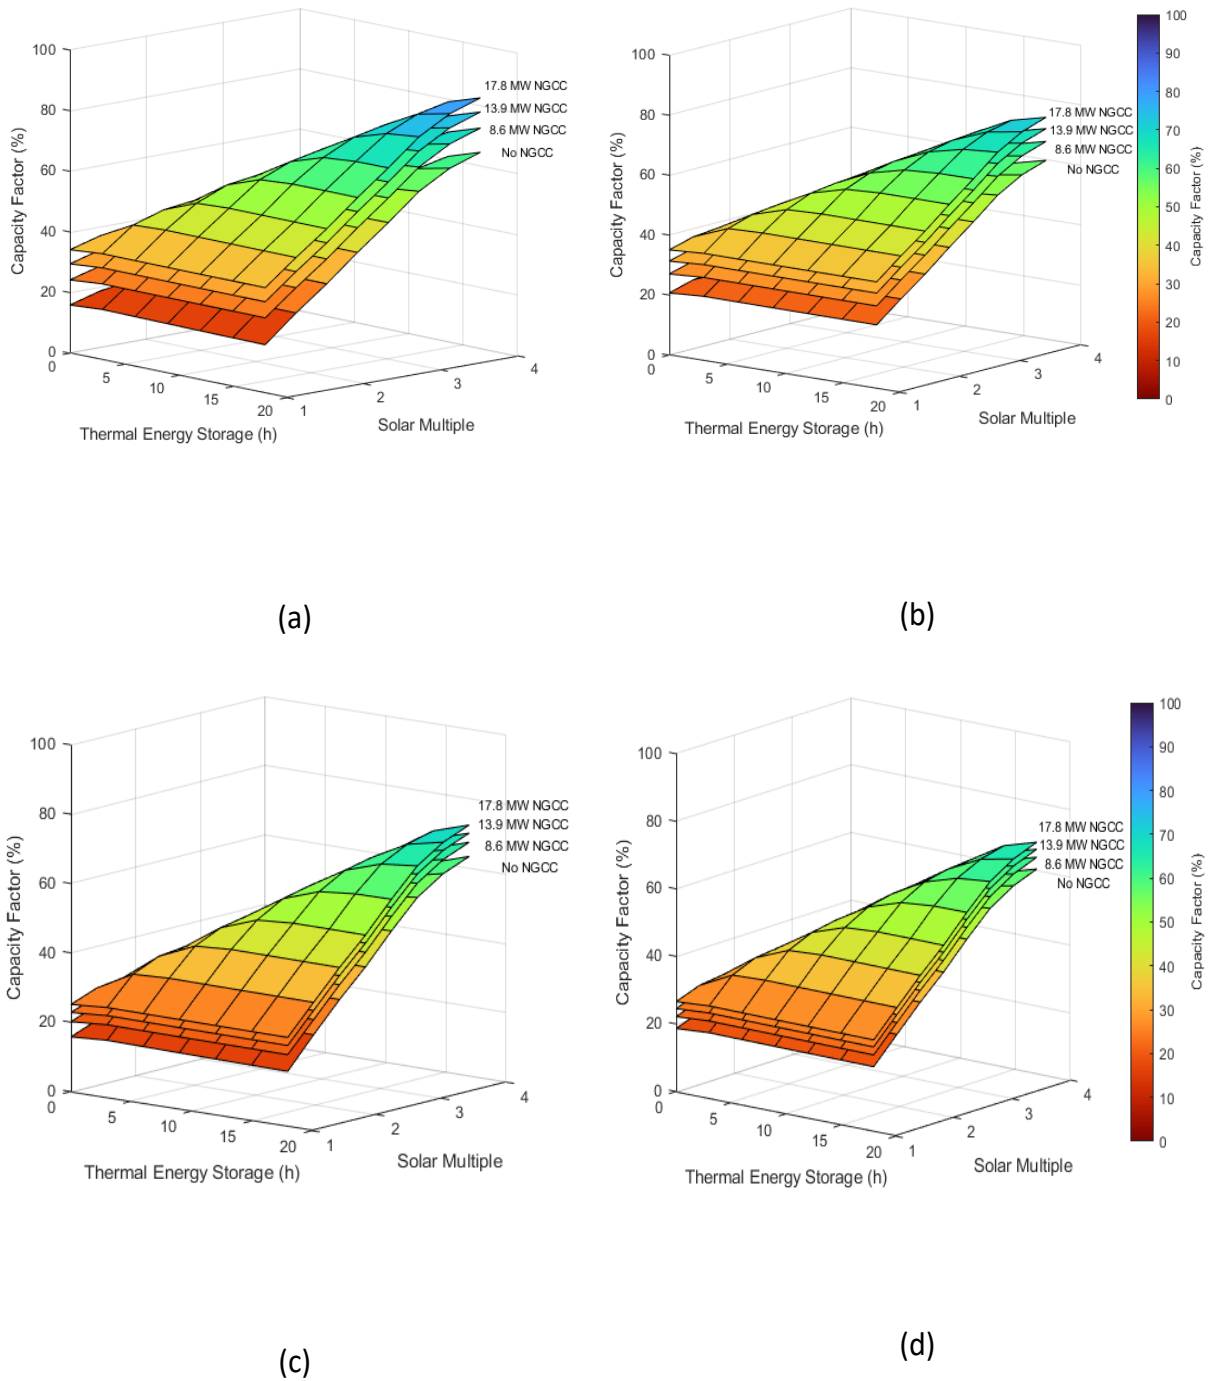 100
80
60
40
20
0
Capacity Factor (%)
17.8 MW NGCC
13.9 MW NGCC
8.6 MW NGCC
No NGCC
0
5
10
15
20
Thermal Energy Storage (h)
1
2
3
4
Solar Multiple
(a)
100
80
60
40
20
0
Capacity Factor (%)
17.8 MW NGCC
13.9 MW NGCC
8.6 MW NGCC
No NGCC
0
5
10
15
20
Thermal Energy Storage (h)
1
2
3
4
Solar Multiple
100
90
80
70
60
50
40
30
20
10
0
Capacity Factor (%)
(b)
100
80
60
40
20
0
Capacity Factor (%)
17.8 MW NGCC
13.9 MW NGCC
8.6 MW NGCC
No NGCC
0
5
10
15
20
Thermal Energy Storage (h)
1
2
3
4
Solar Multiple
(c)
100
80
60
40
20
0
Capacity Factor (%)
17.8 MW NGCC
13.9 MW NGCC
8.6 MW NGCC
No NGCC
0
5
10
15
20
Thermal Energy Storage (h)
1
2
3
4
Solar Multiple
100
90
80
70
60
50
40
30
20
10
0
Capacity Factor (%)
(d)